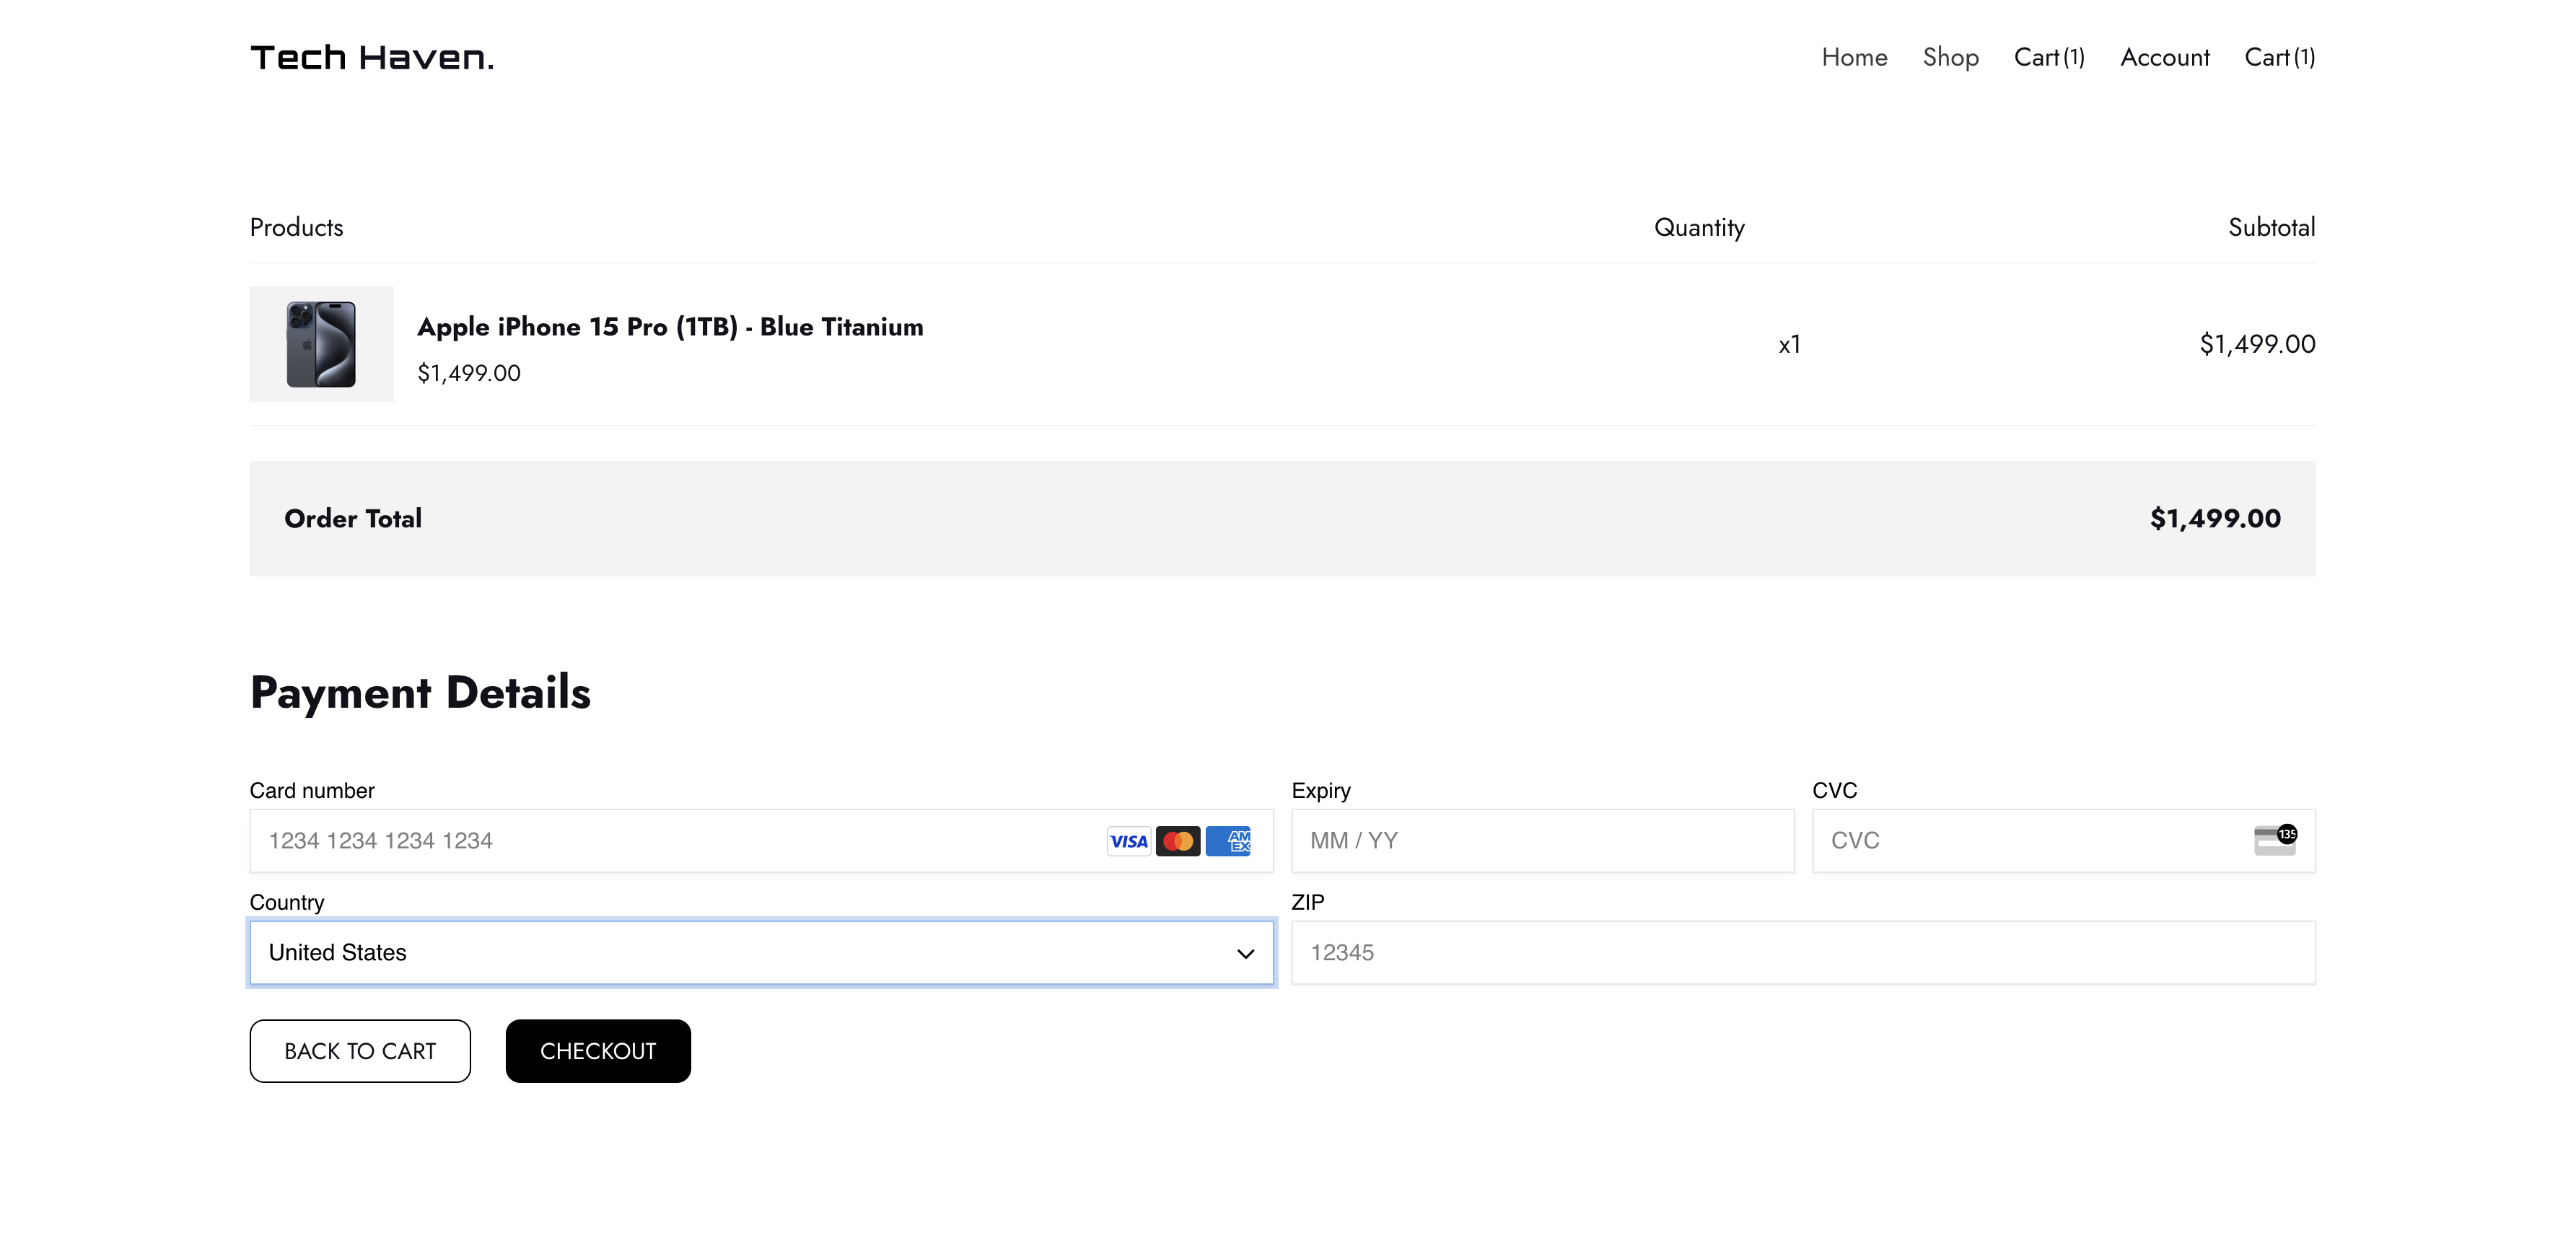 Tech Haven.
Home Shop Cart (1) Account Cart (1)
Products Quantity Subtotal
Apple iPhone 15 Pro (1TB) - Blue Titanium
$1,499.00
x1
$1,499.00
Order Total $1,499.00
Payment Details
Card number Expiry CVC
1234 1234 1234 1234 VISA AM EX MM / YY CVC 135
Country ZIP
United States 12345
BACK TO CART CHECKOUT